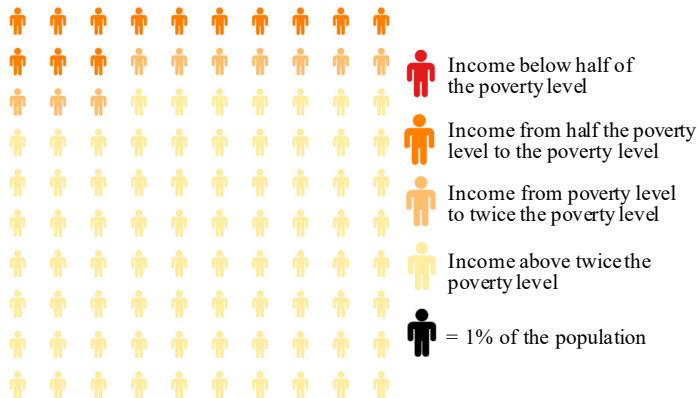 Income below half of
the poverty level
Income from half the poverty
level to the poverty level
Income from poverty level
to twice the poverty level
Income above twice the
poverty level
= 1% of the population